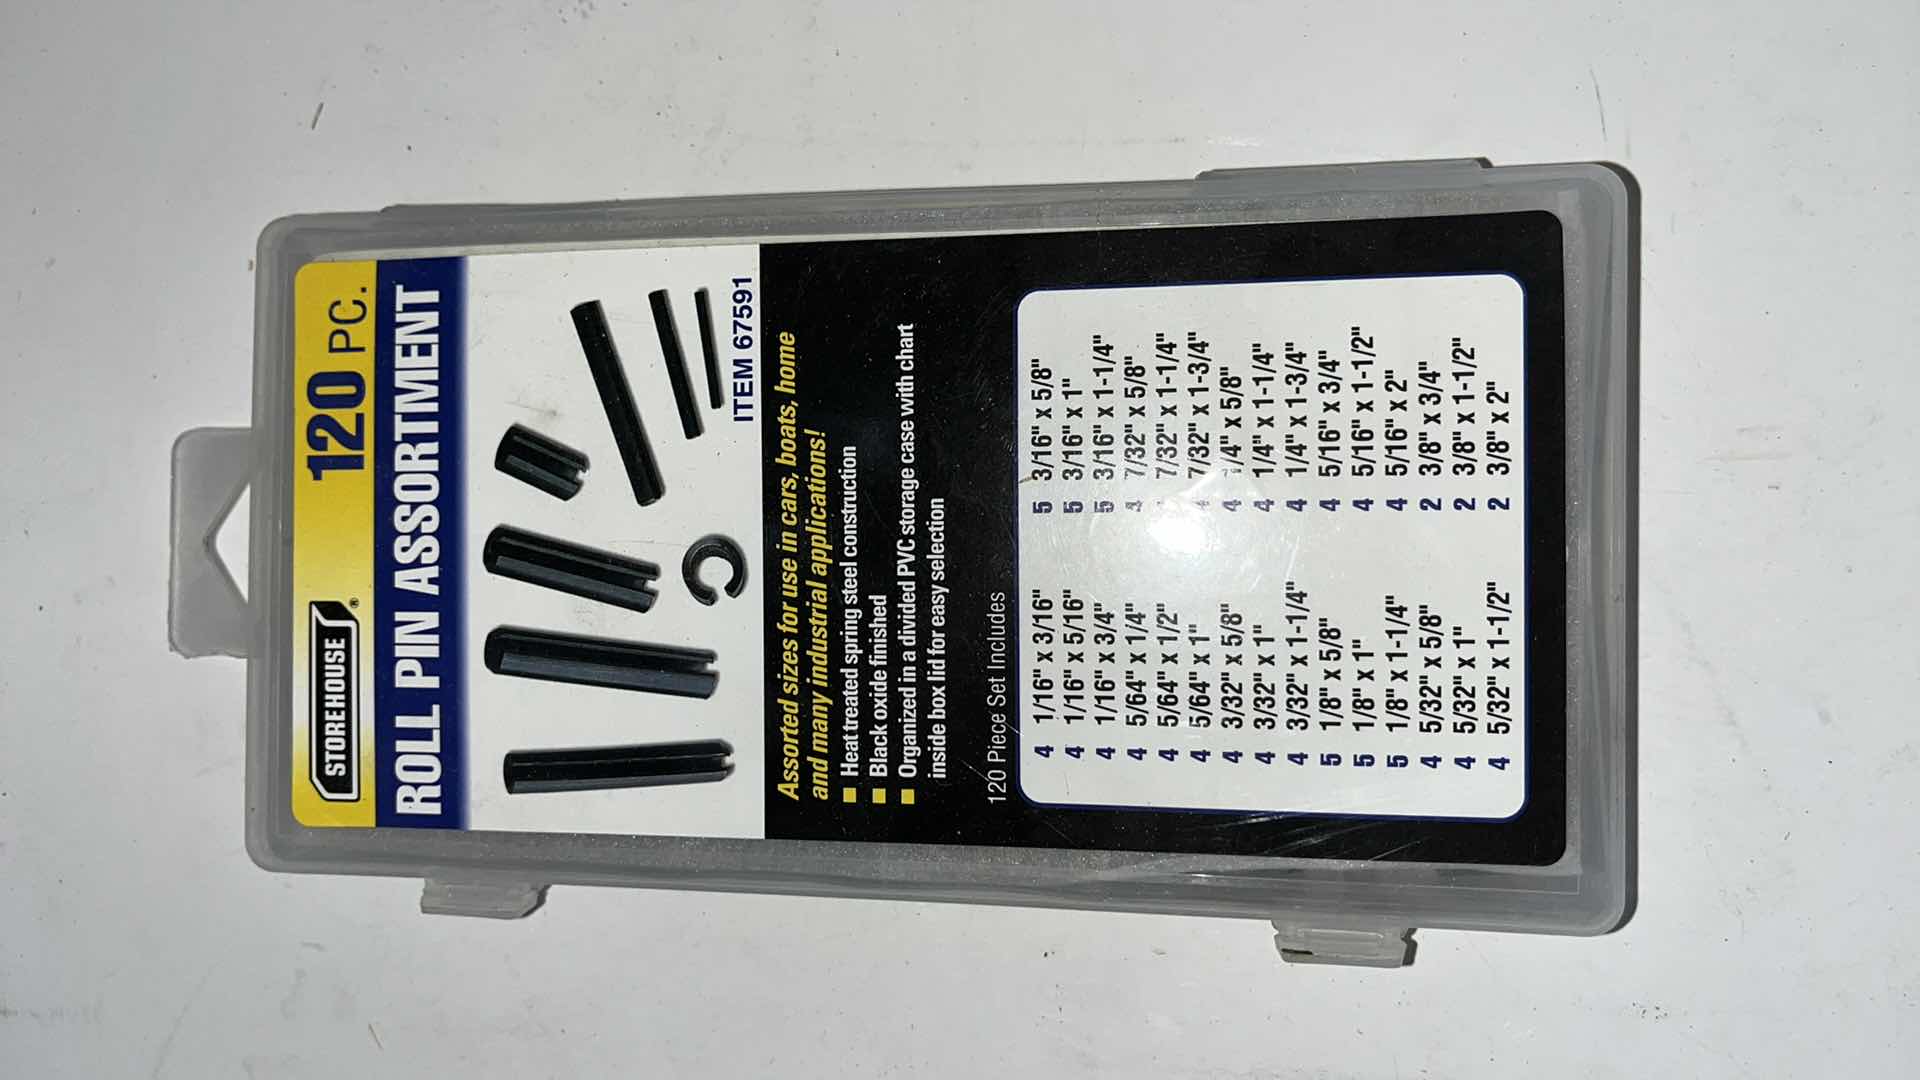 STOREHOUSE®
120 PC.
ROLL PIN ASSORTMENT
ITEM 67591
Assorted sizes for use in cars, boats, home
and many industrial applications!
Heat treated spring steel construction
Black oxide finished
Organized in a divided PVC storage case with chart
inside box lid for easy selection
120 Piece Set Includes
4 1/16" x 3/16"
4 1/16" x 5/16"
4 1/16" x 3/4"
4 5/64" x 1/4"
4 5/64" x 1/2"
4 5/64" x 1"
4 3/32" x 5/8"
4 3/32" x 1"
4 3/32" x 1-1/4"
5 1/8" x 5/8"
5 1/8" x 1"
5 1/8" x 1-1/4"
4 5/32" x 5/8"
4 5/32" x 1"
4 5/32" x 1-1/2"
5 3/16" x 5/8"
5 3/16" x 1"
5 3/16" x 1-1/4"
4 7/32" x 5/8"
7/32" x 1-1/4"
4 7/32" x 1-3/4"
4 1/4" x 5/8"
4 1/4" x 1-1/4"
4 1/4" x 1-3/4"
4 5/16" x 3/4"
4 5/16" x 1-1/2"
4 5/16" x 2"
2 3/8" x 3/4"
2 3/8" x 1-1/2"
2 3/8" x 2"